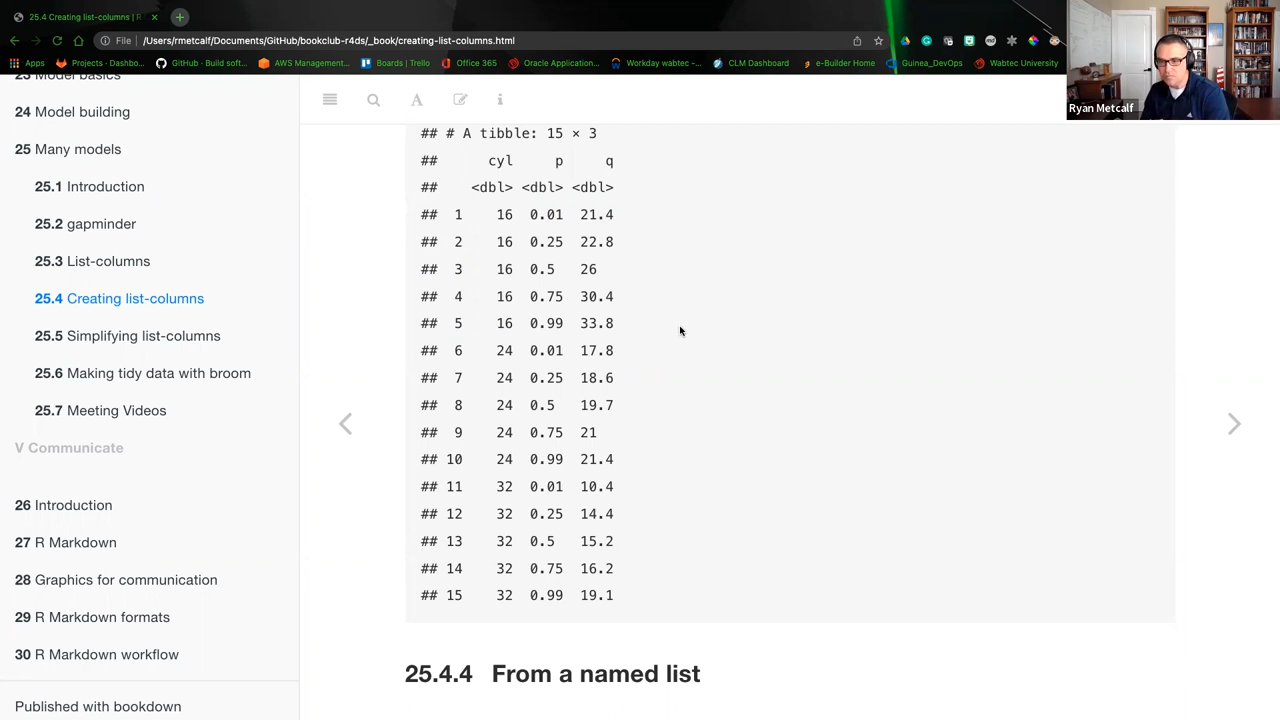 25.4 Creating list-columns | R
File /Users/rmetcalf/Documents/GitHub/bookclub-r4ds/_book/creating-list-columns.html
Apps Projects · Dashbo... GitHub · Build soft... AWS Management... Boards | Trello Office 365 Oracle Application... Workday wabtec –... CLM Dashboard e-Builder Home Guinea_DevOps Wabtec University
Ryan Metcalf
23 Model basics
24 Model building
25 Many models
25.1 Introduction
25.2 gapminder
25.3 List-columns
25.4 Creating list-columns
25.5 Simplifying list-columns
25.6 Making tidy data with broom
25.7 Meeting Videos
V Communicate
26 Introduction
27 R Markdown
28 Graphics for communication
29 R Markdown formats
30 R Markdown workflow
Published with bookdown
## # A tibble: 15 × 3
## cyl p q
## <dbl> <dbl> <dbl>
## 1 16 0.01 21.4
## 2 16 0.25 22.8
## 3 16 0.5 26
## 4 16 0.75 30.4
## 5 16 0.99 33.8
## 6 24 0.01 17.8
## 7 24 0.25 18.6
## 8 24 0.5 19.7
## 9 24 0.75 21
## 10 24 0.99 21.4
## 11 32 0.01 10.4
## 12 32 0.25 14.4
## 13 32 0.5 15.2
## 14 32 0.75 16.2
## 15 32 0.99 19.1
25.4.4 From a named list